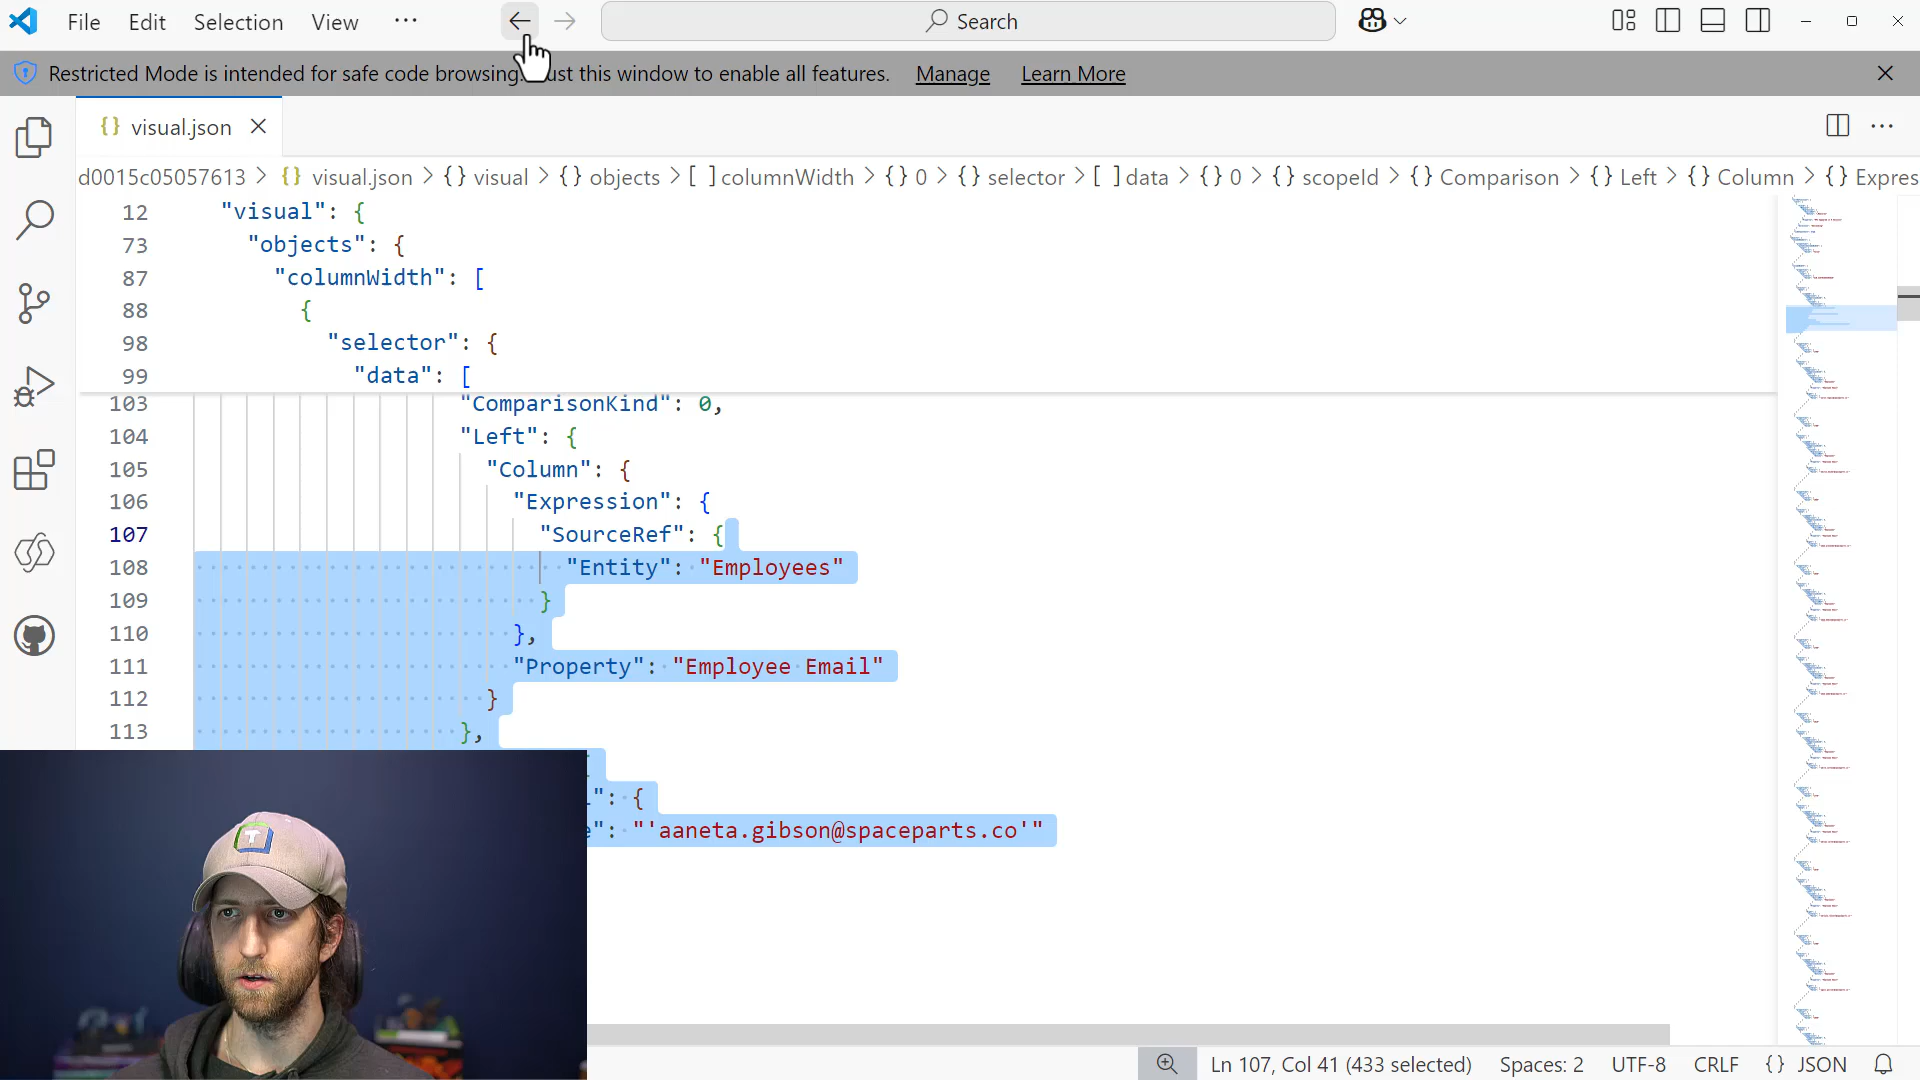 File Edit Selection View ··· Search
Restricted Mode is intended for safe code browsing. ust this window to enable all features. Manage Learn More
{} visual.json
d0015c05057613 > {} visual.json > {} visual > {} objects > [ ] columnWidth > {} 0 > {} selector > [ ] data > {} 0 > {} scopeId > {} Comparison > {} Left > {} Column > {} Expres
12 "visual": {
73 "objects": {
87 "columnWidth": [
88 {
98 "selector": {
99 "data": [
103 "ComparisonKind": 0,
104 "Left": {
105 "Column": {
106 "Expression": {
107 "SourceRef": {
108 "Entity": "Employees"
109 }
110 },
111 "Property": "Employee Email"
112 }
113 },
": {
e": "'aaneta.gibson@spaceparts.co'"
T
Ln 107, Col 41 (433 selected) Spaces: 2 UTF-8 CRLF {} JSON